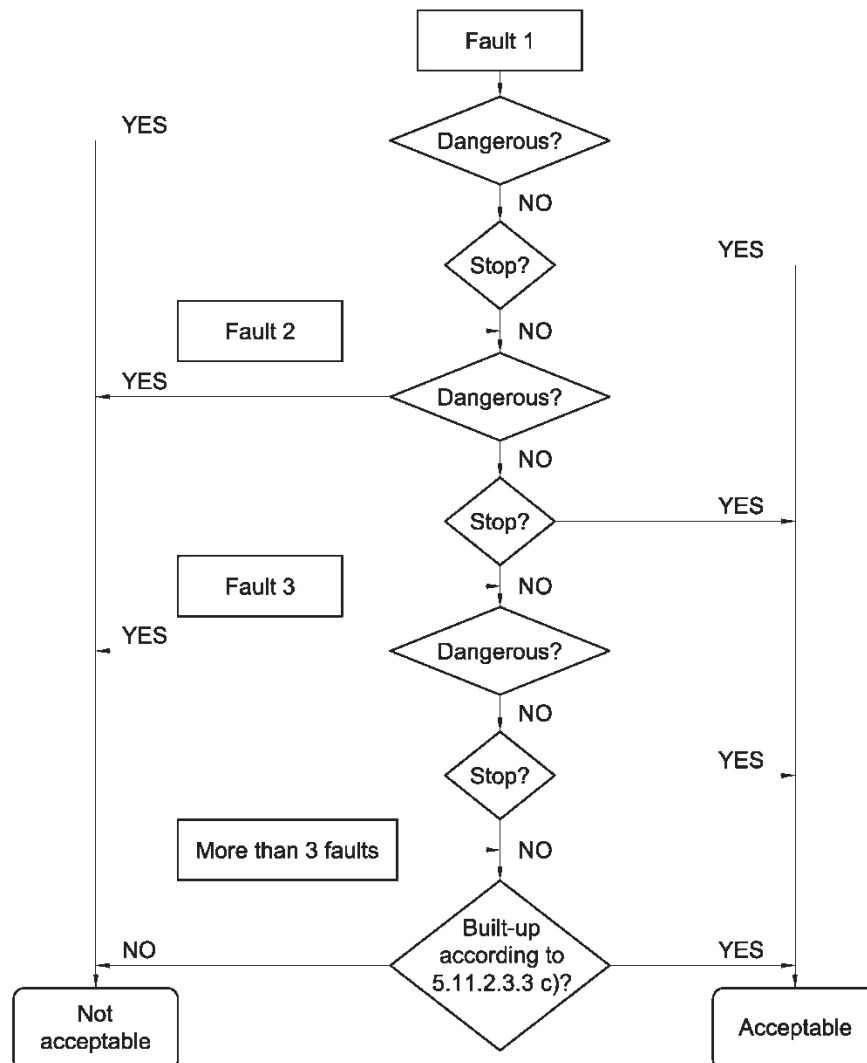 Fault 1
YES
Dangerous?
NO
YES
Stop?
Fault 2
NO
YES
Dangerous?
NO
YES
Stop?
Fault 3
NO
YES
Dangerous?
NO
YES
Stop?
More than 3 faults
NO
Built-up
according to
5.11.2.3.3 c)?
NO
YES
Not
acceptable
Acceptable